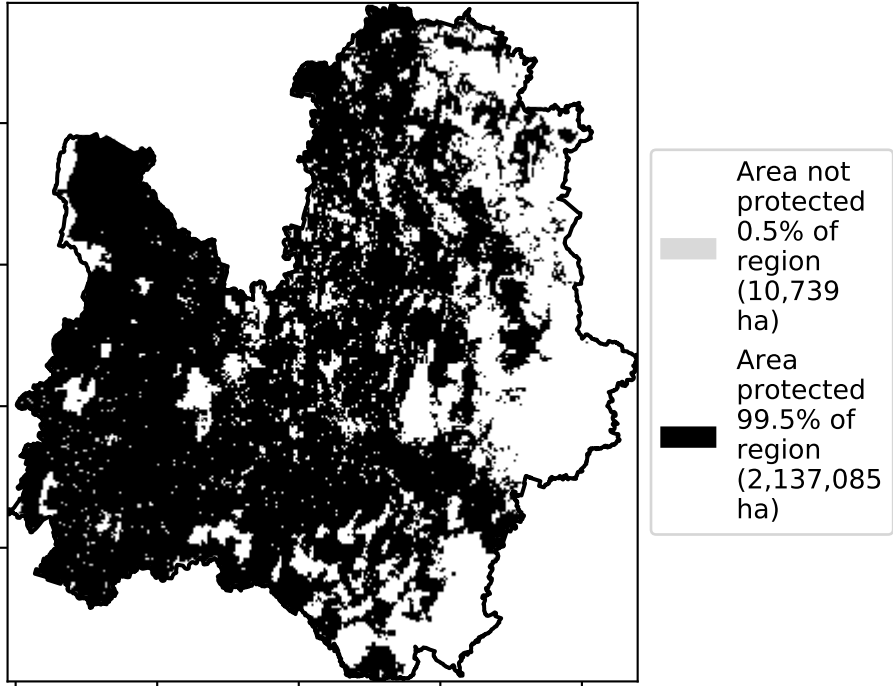 Area not
protected
0.5% of
region
(10,739
ha)
Area
protected
99.5% of
region
(2,137,085
ha)